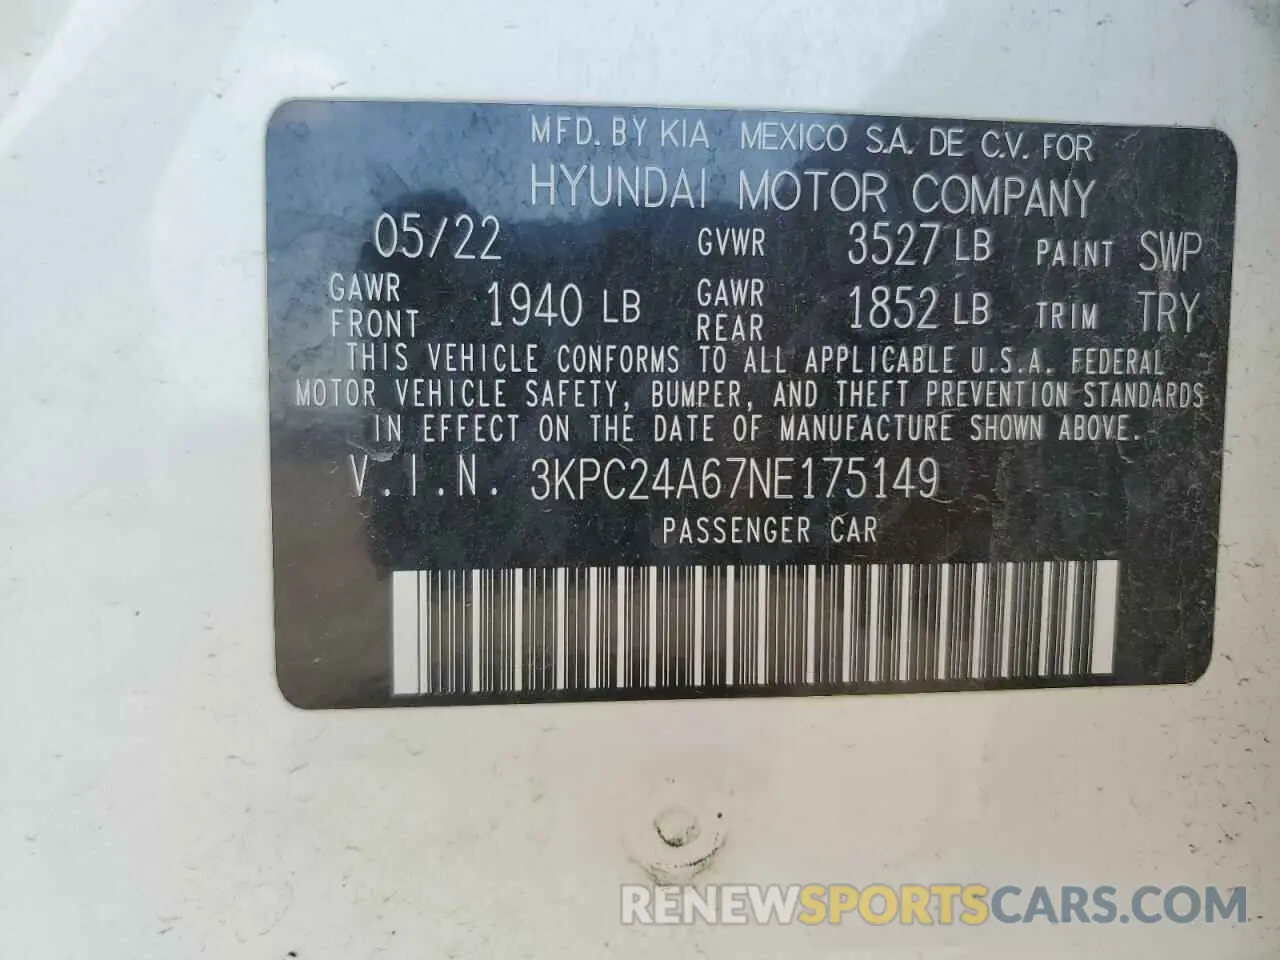 MFD. BY KIA MEXICO S.A. DE C.V. FOR
HYUNDAI MOTOR COMPANY
05/22 GVWR 3527 LB PAINT SWP
GAWR FRONT 1940 LB GAWR REAR 1852 LB TRIM TRY
THIS VEHICLE CONFORMS TO ALL APPLICABLE U.S.A. FEDERAL
MOTOR VEHICLE SAFETY, BUMPER, AND THEFT PREVENTION STANDARDS
IN EFFECT ON THE DATE OF MANUFACTURE SHOWN ABOVE.
V.I.N. 3KPC24A67NE175149
PASSENGER CAR
RENEWSPORTSCARS.COM